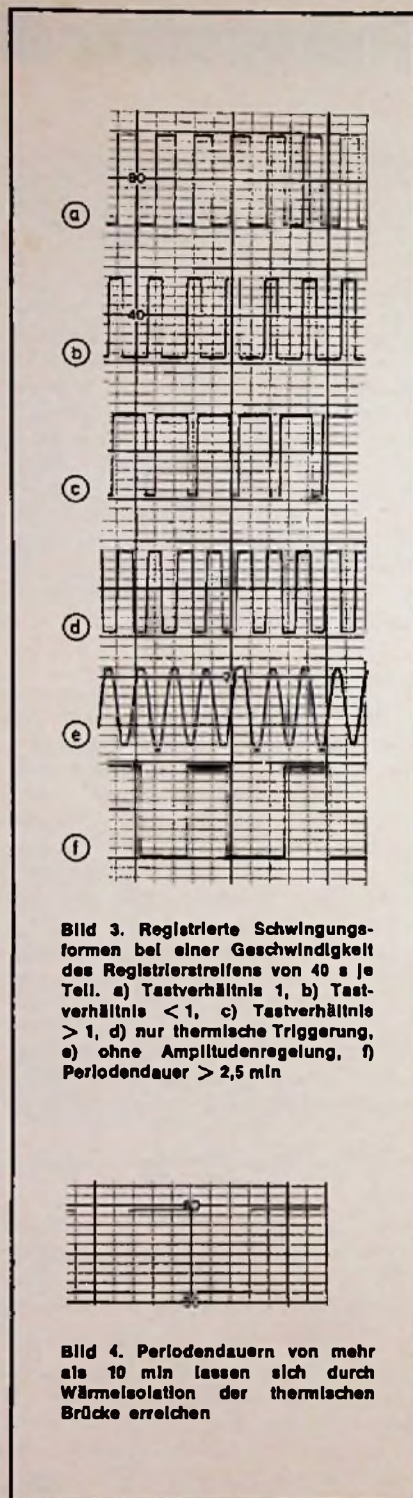 80
a
40
b
c
d
e
f
Bild 3. Registrierte Schwingungs-
formen bei einer Geschwindigkeit
des Registrierstreifens von 40 s je
Teil. a) Tastverhältnis 1, b) Tast-
verhältnis < 1, c) Tastverhältnis
> 1, d) nur thermische Triggerung,
e) ohne Amplitudenregelung, f)
Periodendauer > 2,5 min
Bild 4. Periodendauern von mehr
als 10 min lassen sich durch
Wärmeisolation der thermischen
Brücke erreichen